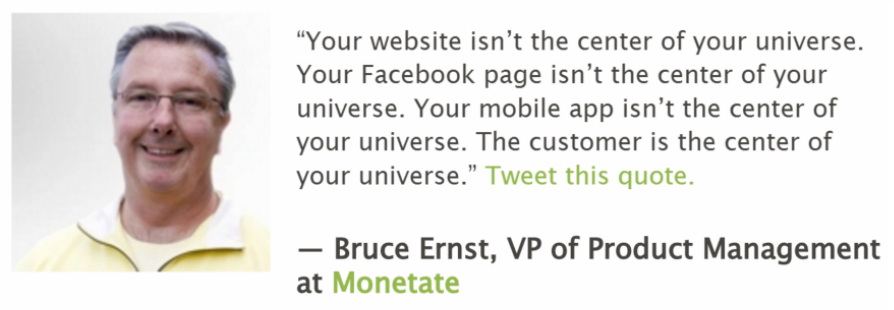 “Your website isn’t the center of your universe.
Your Facebook page isn’t the center of your
universe. Your mobile app isn’t the center of
your universe. The customer is the center of
your universe.” Tweet this quote.
— Bruce Ernst, VP of Product Management
at Monetate